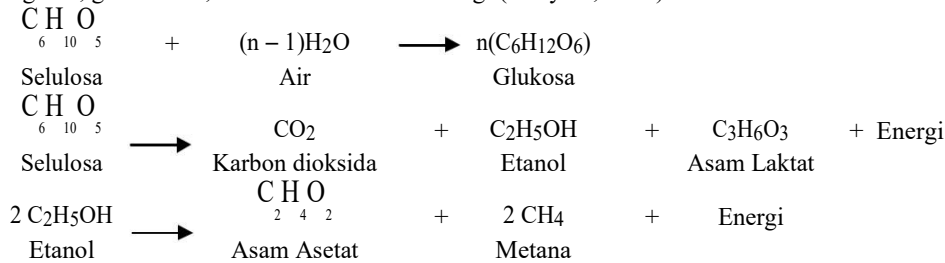 C6H10O5 + (n – 1)H2O ⟶ n(C6H12O6)
Selulosa Air Glukosa
C6H10O5 ⟶ CO2 + C2H5OH + C3H6O3 + Energi
Selulosa Karbon dioksida Etanol Asam Laktat
2 C2H5OH ⟶ C2H4O2 + 2 CH4 + Energi
Etanol Asam Asetat Metana